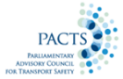 PACTS
PARLIAMENTARY
ADVISORY COUNCIL
FOR TRANSPORT SAFETY